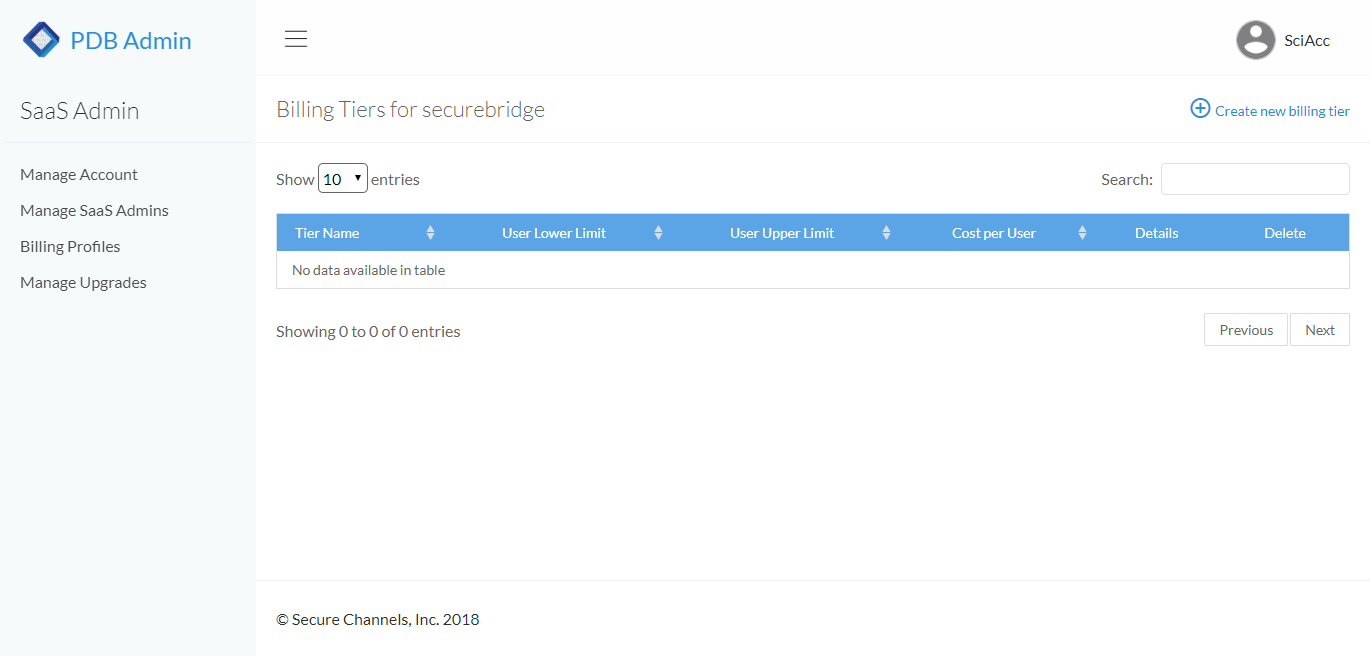 PDB Admin
SciAcc
SaaS Admin
Manage Account
Manage SaaS Admins
Billing Profiles
Manage Upgrades
Billing Tiers for securebridge
Create new billing tier
Show 10 entries
Search:
Tier Name User Lower Limit User Upper Limit Cost per User Details Delete
No data available in table
Showing 0 to 0 of 0 entries
Previous Next
© Secure Channels, Inc. 2018